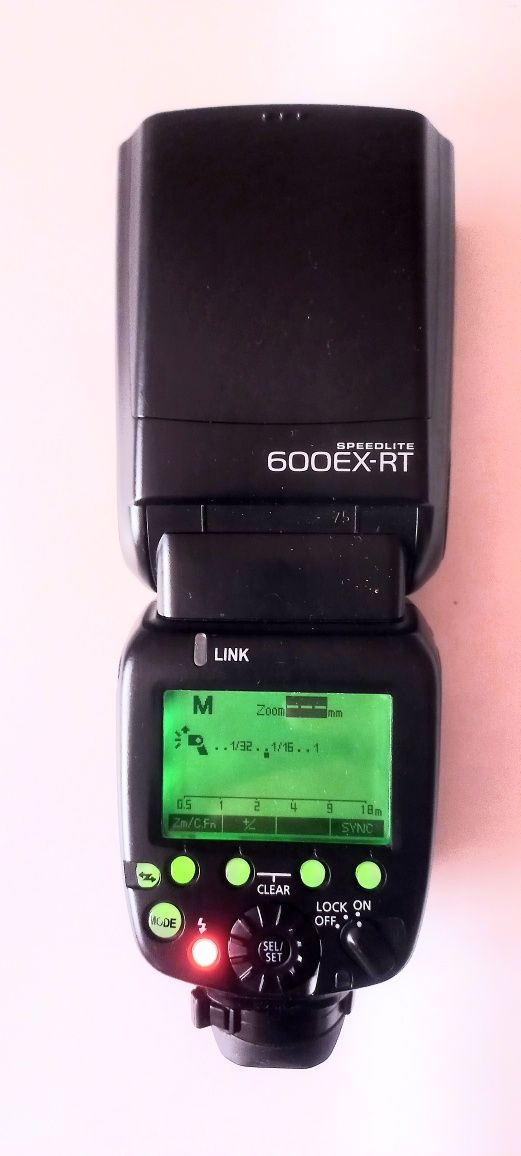 SPEEDLITE
600EX-RT
75
LINK
M Zoom --- mm
..1/32..1/16..1
0.5 1 2 4 9 18m
Zm/C.Fn +/- SYNC
CLEAR
MODE
SEL/
SET
LOCK ON
OFF